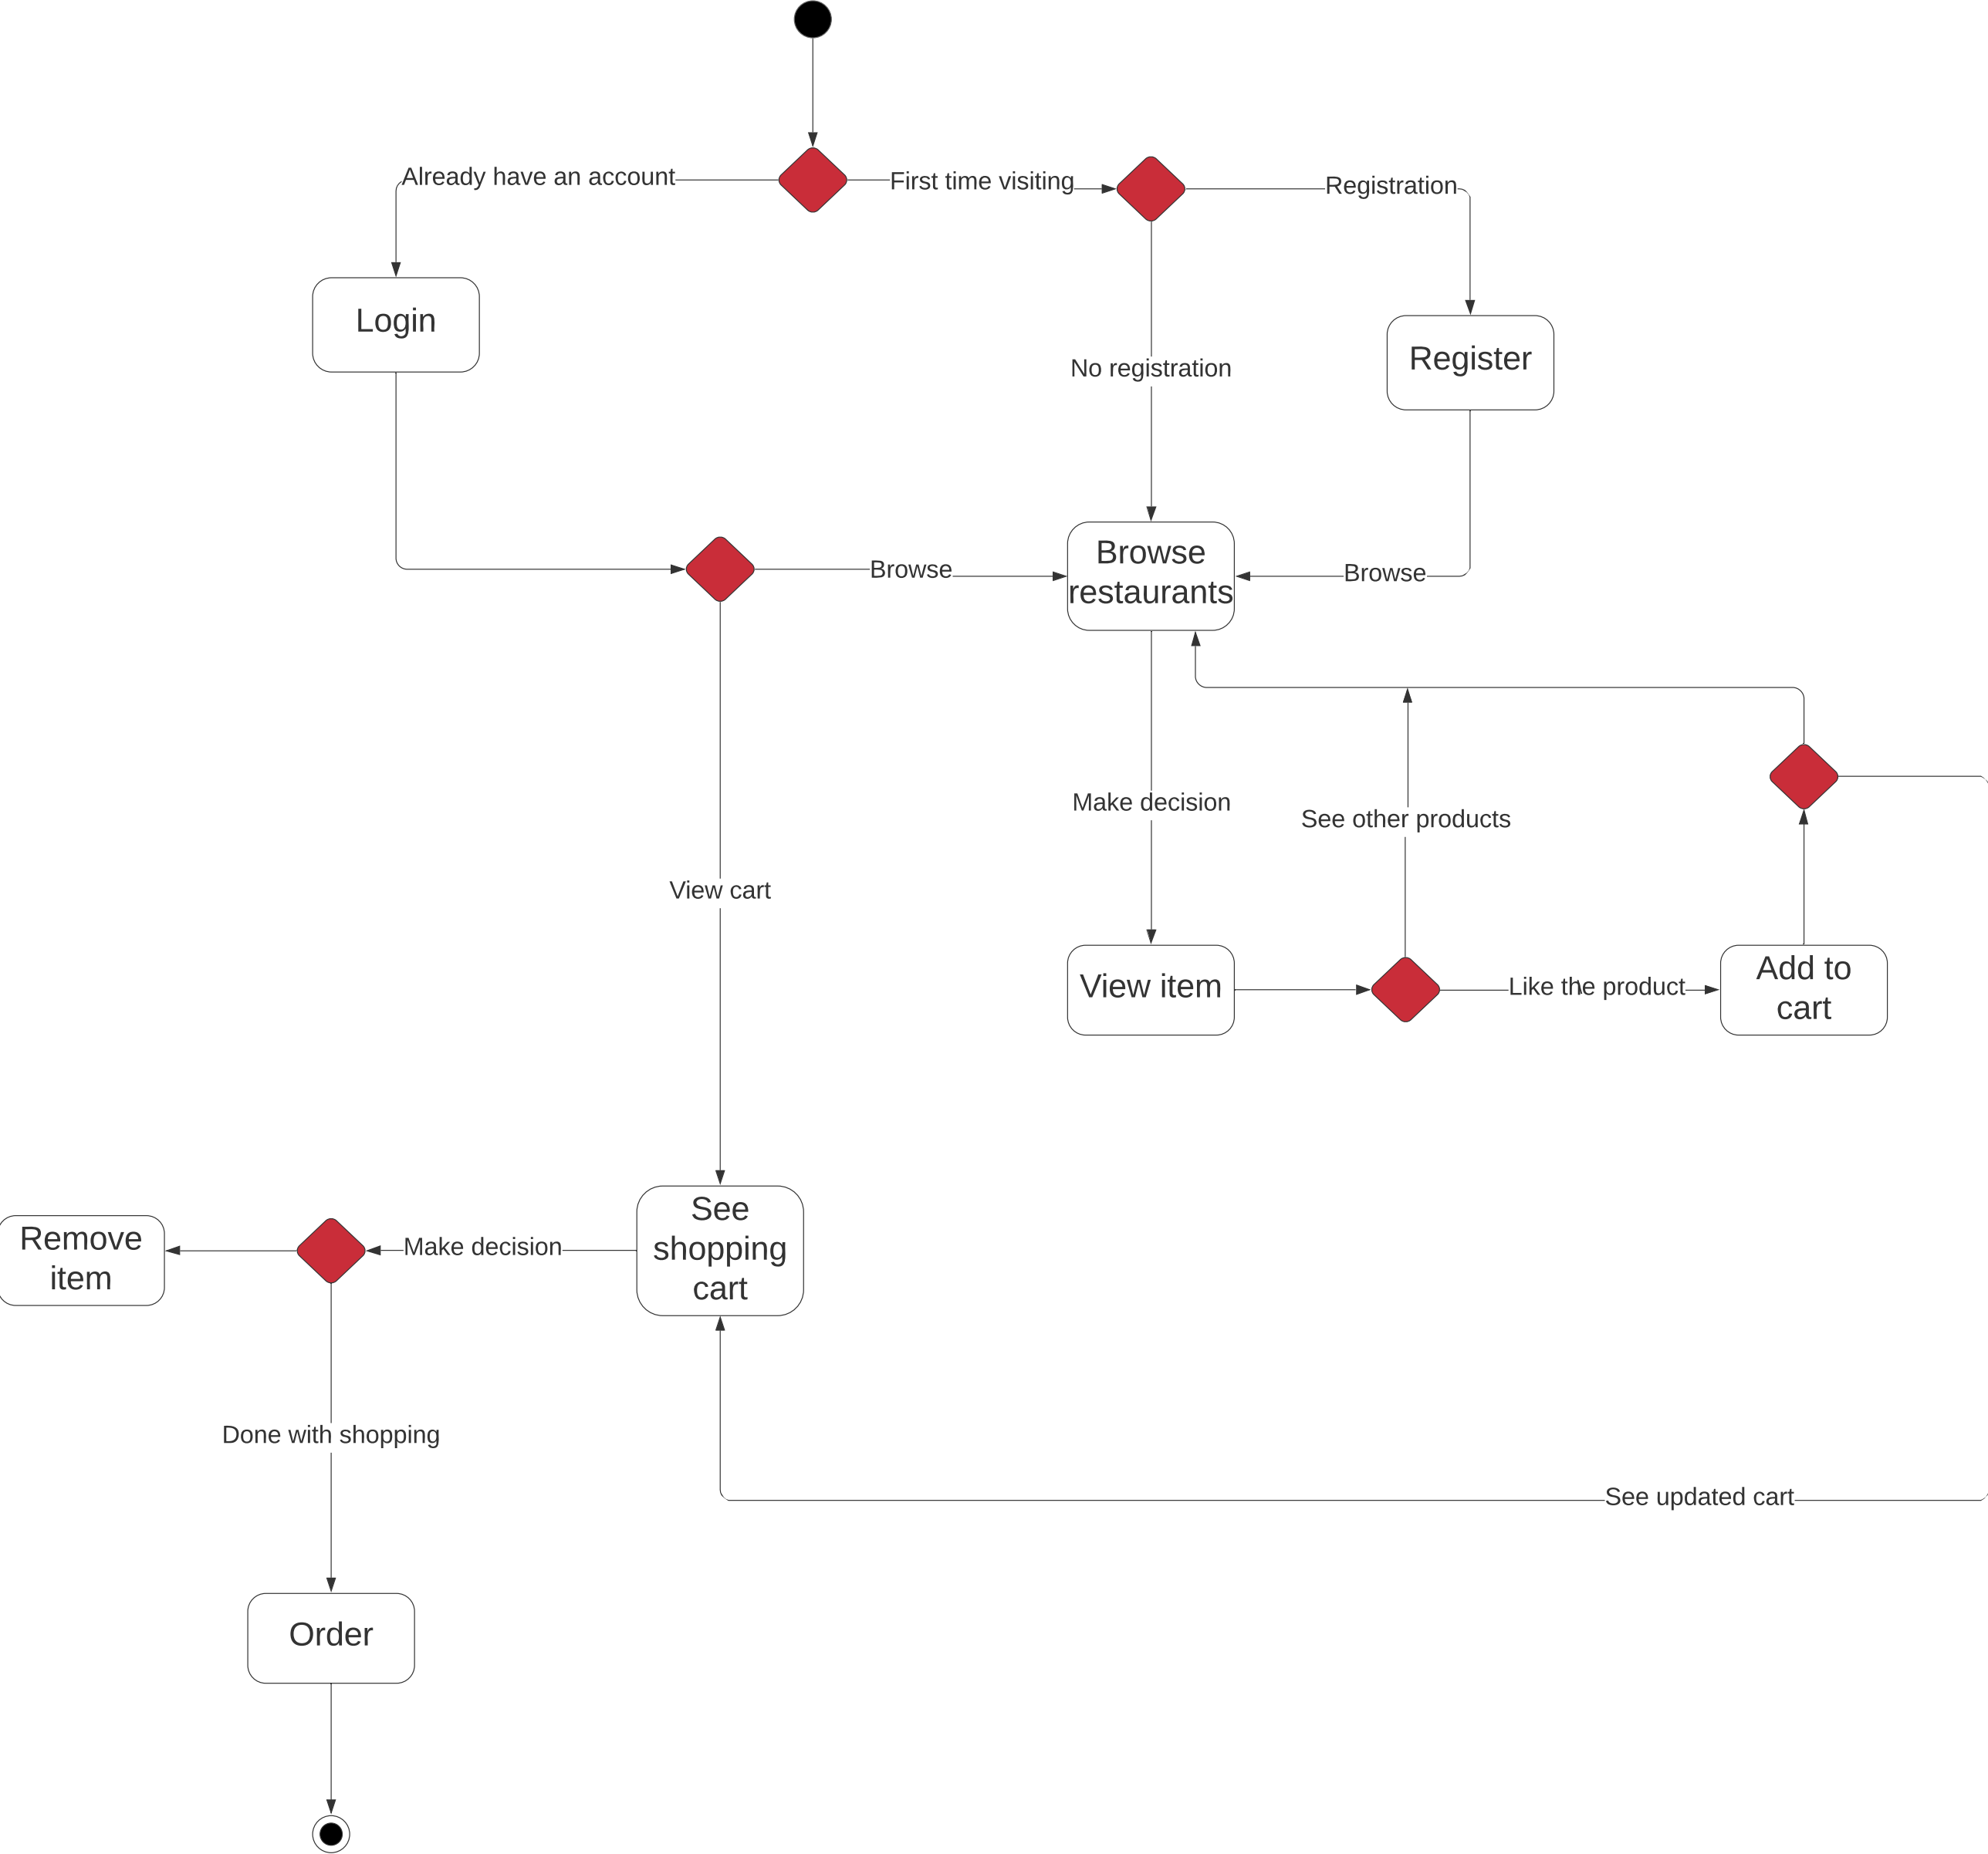 Already have an account
First time visiting
Registration
Login
Register
No registration
Browse
restaurants
Browse
Browse
Make decision
See other products
View cart
View item
Like the product
Add to
cart
See
shopping
cart
Make decision
Remove
item
Done with shopping
See updated cart
Order